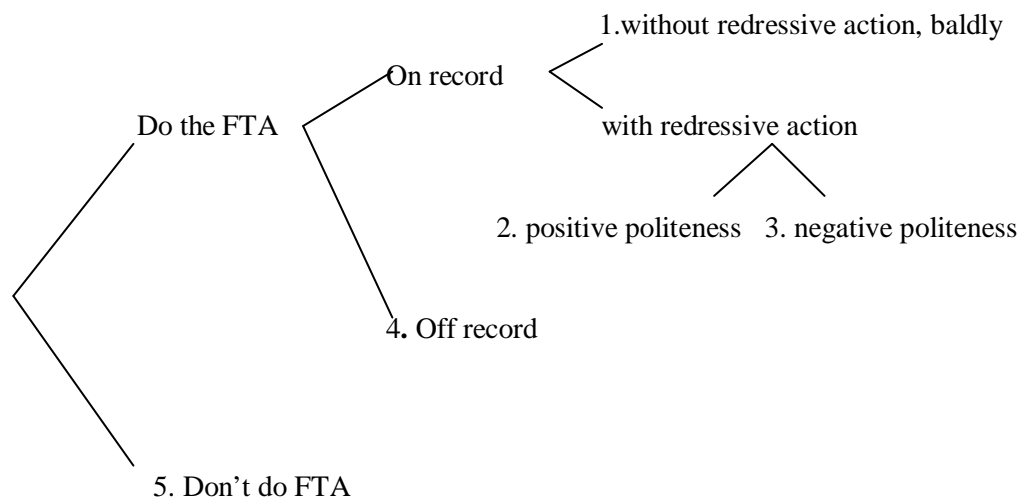 1.without redressive action, baldly
On record
Do the FTA
with redressive action
2. positive politeness 3. negative politeness
4. Off record
5. Don't do FTA